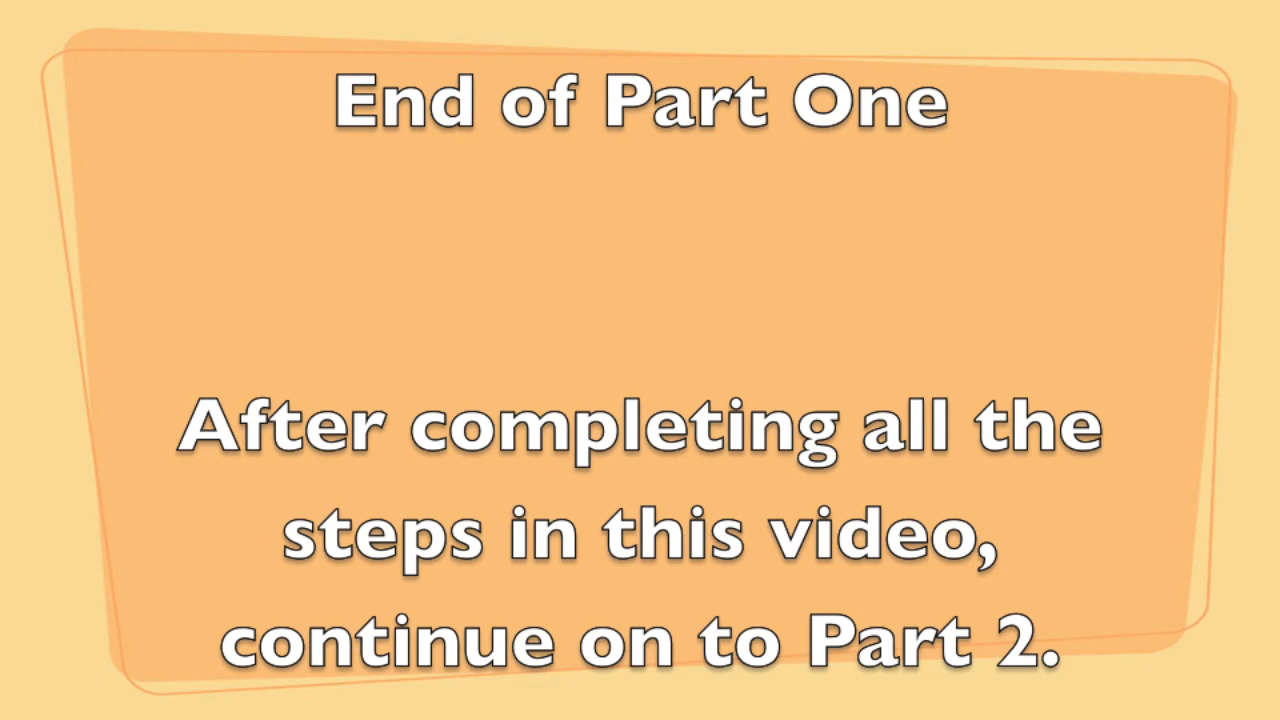 End of Part One
After completing all the
steps in this video,
continue on to Part 2.